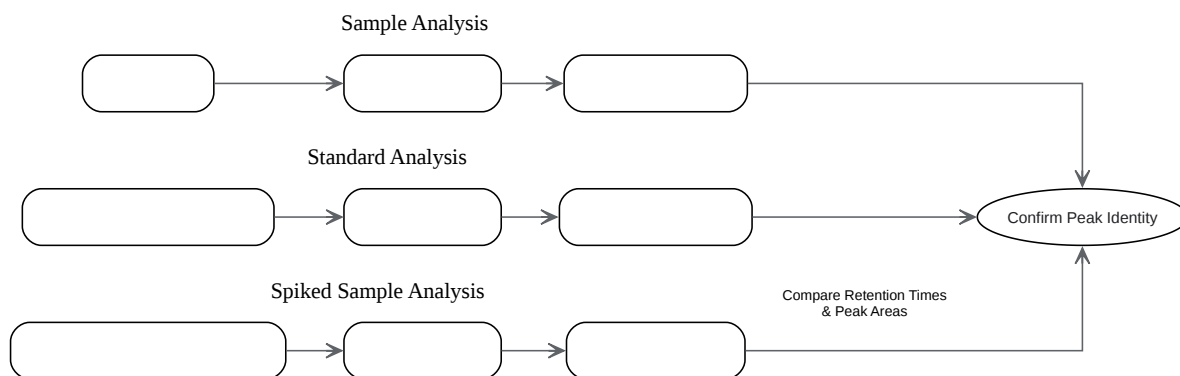 Sample Analysis
Standard Analysis
Confirm Peak Identity
Spiked Sample Analysis
Compare Retention Times
& Peak Areas